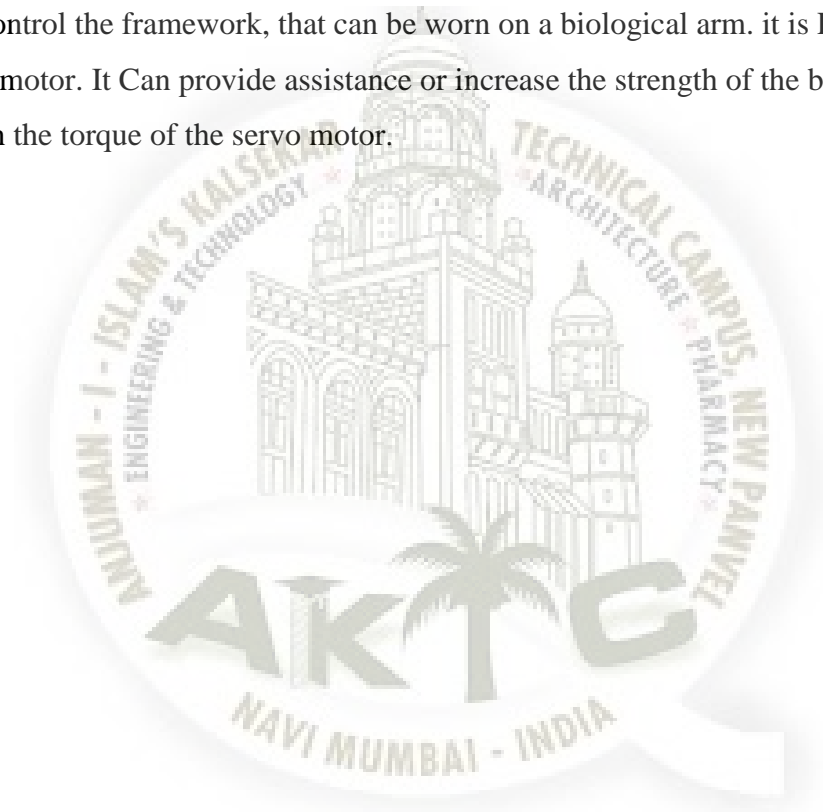 ontrol the framework, that can be worn on a biological arm. it is
motor. It Can provide assistance or increase the strength of the
the torque of the servo motor.
ANJUMAN - I - ISLAM'S KALSEKAR TECHNICAL CAMPUS, NEW PANVEL
* ENGINEERING & TECHNOLOGY * *ARCHITECTURE * PHARMACY*
AKTC
NAVI MUMBAI - INDIA